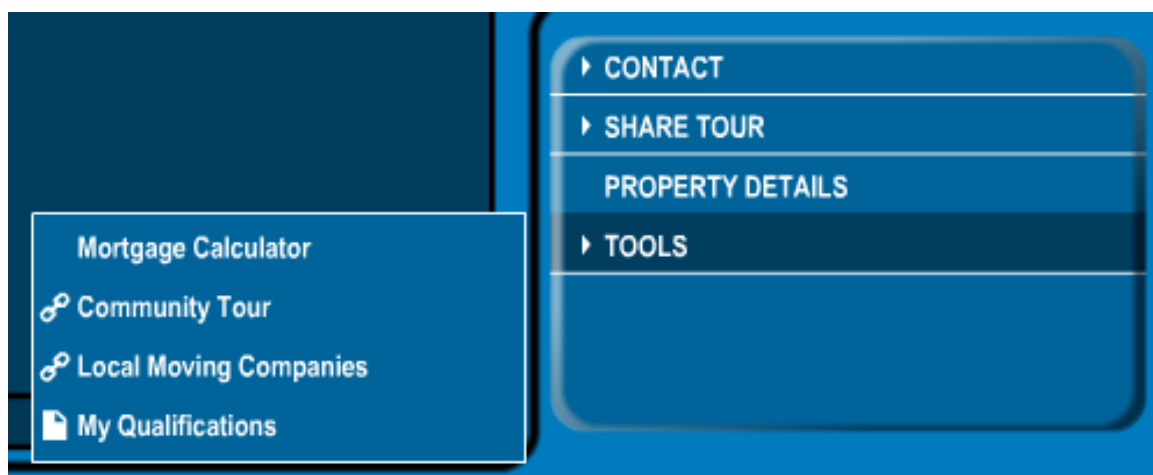 CONTACT
SHARE TOUR
PROPERTY DETAILS
TOOLS
Mortgage Calculator
Community Tour
Local Moving Companies
My Qualifications